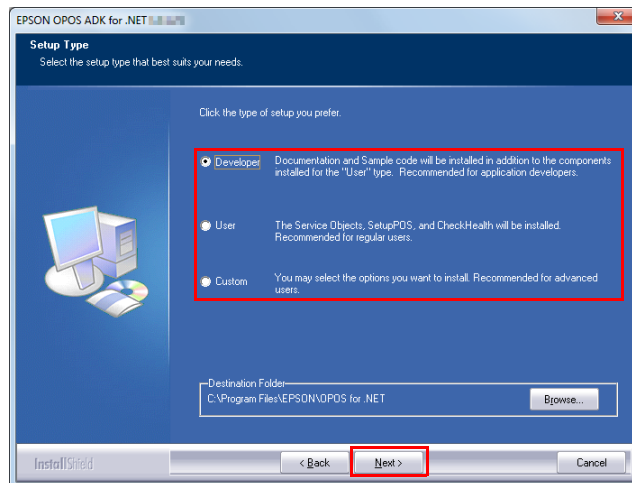 EPSON OPOS ADK for .NET
Setup Type
Select the setup type that best suits your needs.
Click the type of setup you prefer.
Developer
Documentation and Sample code will be installed in addition to the components
installed for the "User" type. Recommended for application developers.
User
The Service Objects, SetupPOS, and CheckHealth will be installed.
Recommended for regular users.
Custom
You may select the options you want to install. Recommended for advanced
users.
Destination Folder
C:\Program Files\EPSON\OPOS for .NET
Browse...
InstallShield
< Back
Next >
Cancel